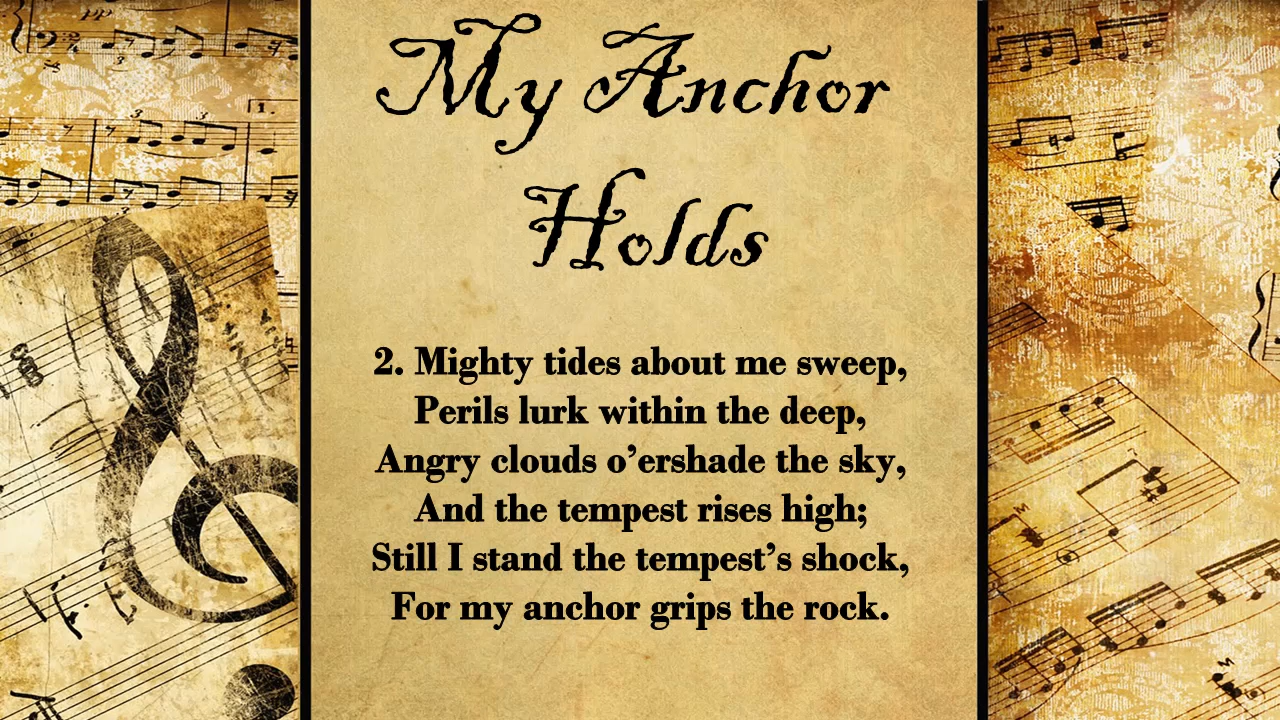 My Anchor
Holds
2. Mighty tides about me sweep,
Perils lurk within the deep,
Angry clouds o’ershade the sky,
And the tempest rises high;
Still I stand the tempest’s shock,
For my anchor grips the rock.